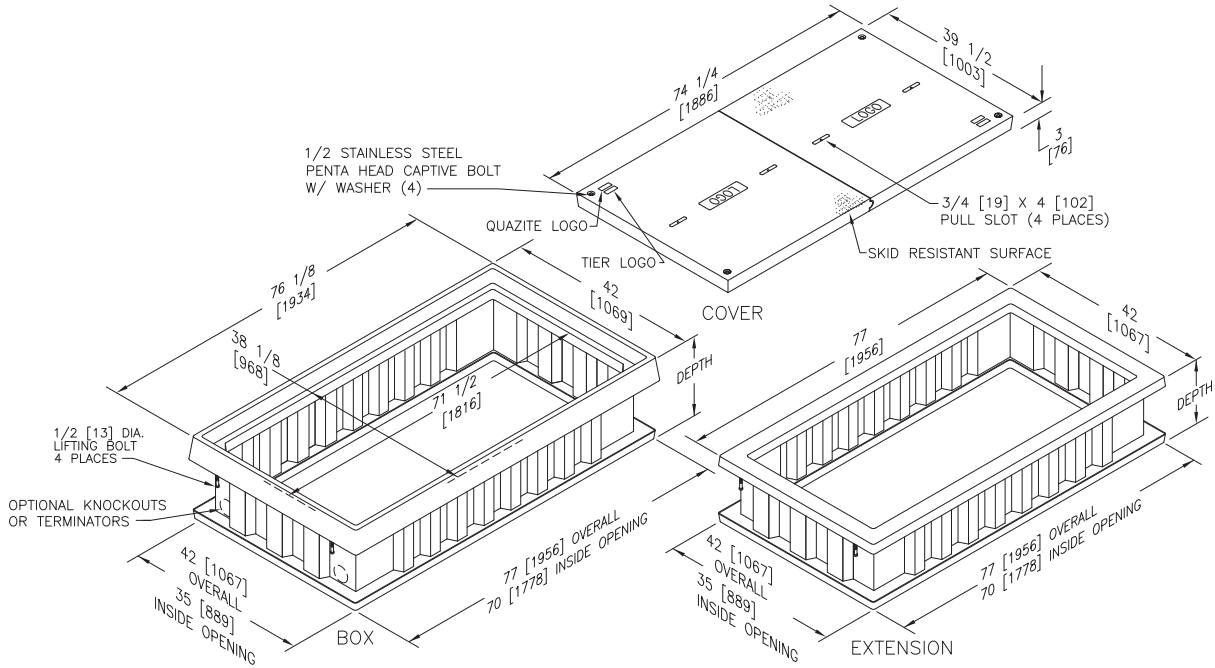 74 1/4
[1886]
39 1/2
[1003]
3
[76]
1/2 STAINLESS STEEL
PENTA HEAD CAPTIVE BOLT
W/ WASHER (4)
QUAZITE LOGO
TIER LOGO
LOGO
LOGO
3/4 [19] X 4 [102]
PULL SLOT (4 PLACES)
SKID RESISTANT SURFACE
COVER
76 1/8
[1934]
42
[1069]
38 1/8
[968]
71 1/2
[1816]
DEPTH
1/2 [13] DIA.
LIFTING BOLT
4 PLACES
OPTIONAL KNOCKOUTS
OR TERMINATORS
42 [1067]
OVERALL
35 [889]
INSIDE OPENING
77 [1956] OVERALL
70 [1778] INSIDE OPENING
BOX
77
[1956]
42
[1067]
DEPTH
42 [1067]
OVERALL
35 [889]
INSIDE OPENING
77 [1956] OVERALL
70 [1778] INSIDE OPENING
EXTENSION